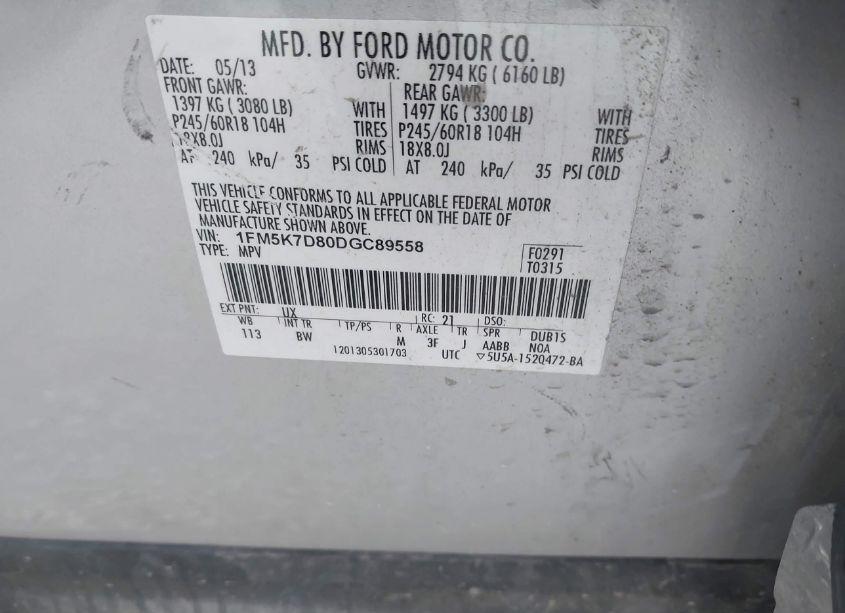 MFD. BY FORD MOTOR CO.
DATE: 05/13 GVWR: 2794 KG ( 6160 LB)
FRONT GAWR: REAR GAWR:
1397 KG ( 3080 LB) WITH 1497 KG ( 3300 LB) WITH
P245/60R18 104H TIRES P245/60R18 104H TIRES
18X8.0J RIMS 18X8.0J RIMS
AT 240 kPa/ 35 PSI COLD AT 240 kPa/ 35 PSI COLD
THIS VEHICLE CONFORMS TO ALL APPLICABLE FEDERAL MOTOR
VEHICLE SAFETY STANDARDS IN EFFECT ON THE DATE OF
MANUFACTURE SHOWN ABOVE.
VIN: 1FM5K7D80DGC89558 F0291
TYPE: MPV T0315
EXT PNT: UX RC: 21 DSO:
WB INT TR TP/PS R AXLE TR SPR DUB1S
113 BW M 3F J AABB NOA
1201305301703 UTC ▽5U5A-1520472-BA